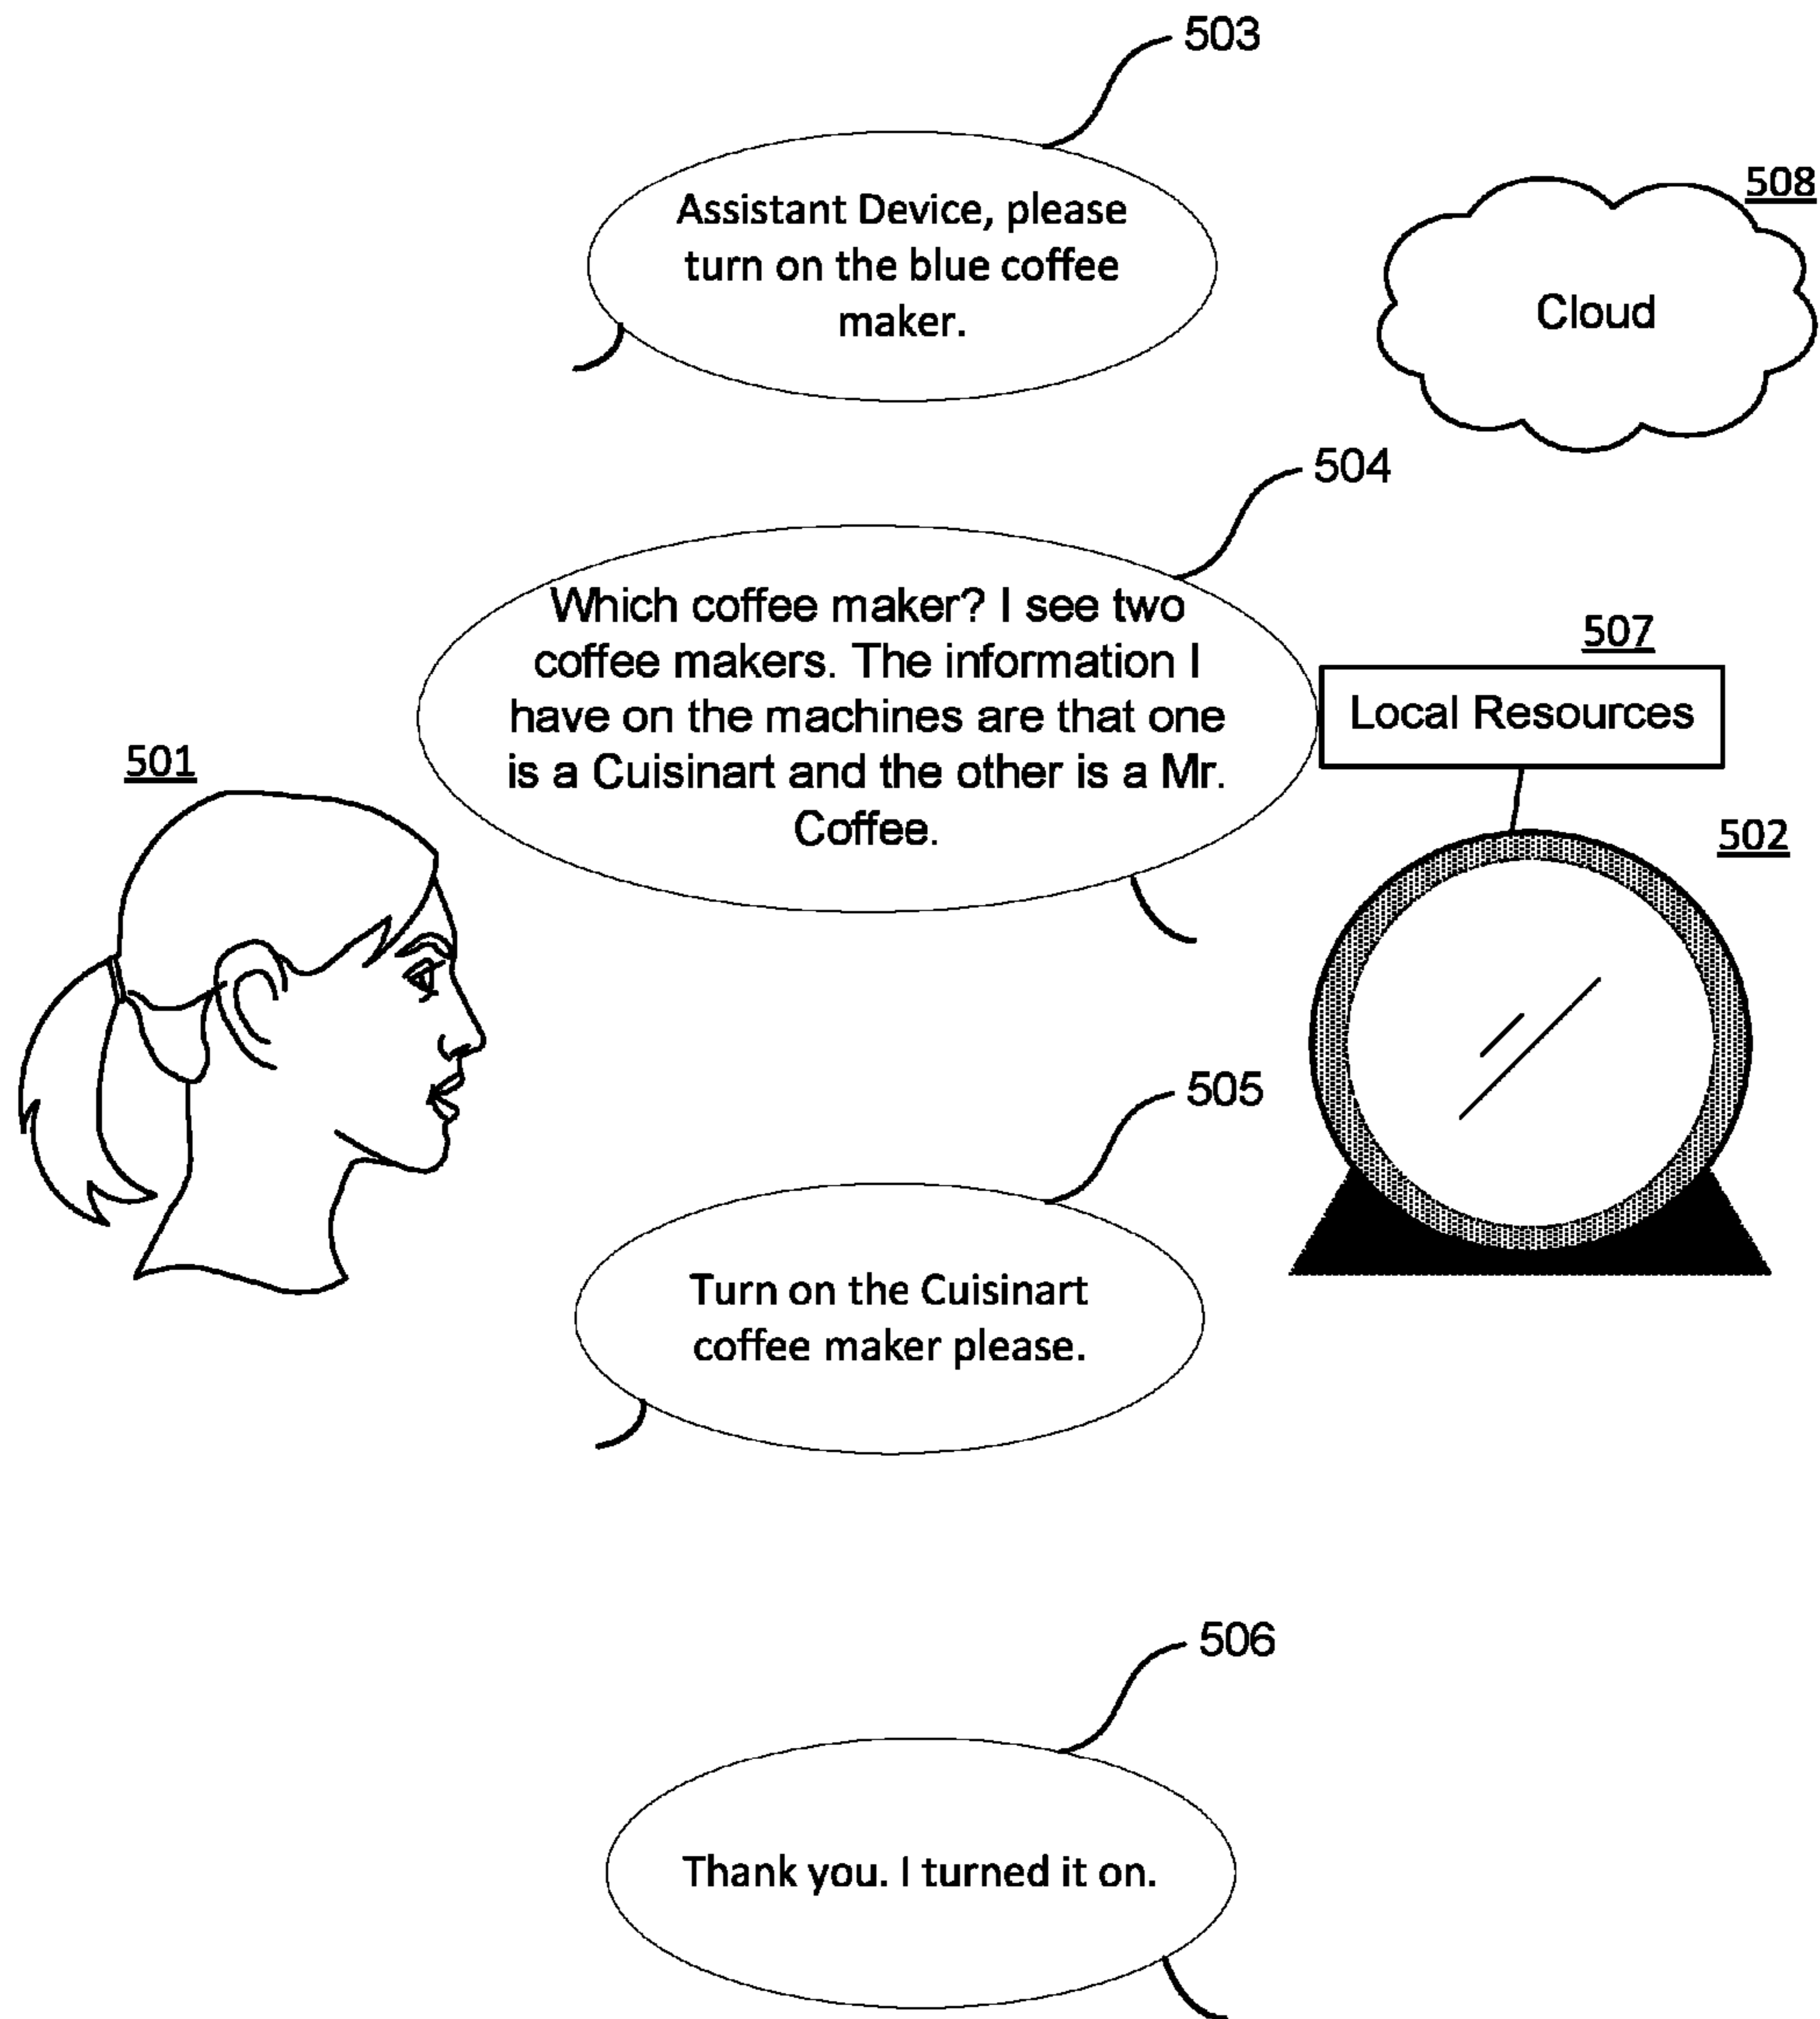 503
Assistant Device, please
turn on the blue coffee
maker.
508
Cloud
504
Which coffee maker? I see two
coffee makers. The information I
have on the machines are that one
is a Cuisinart and the other is a Mr.
Coffee.
507
Local Resources
501
502
505
Turn on the Cuisinart
coffee maker please.
506
Thank you. I turned it on.